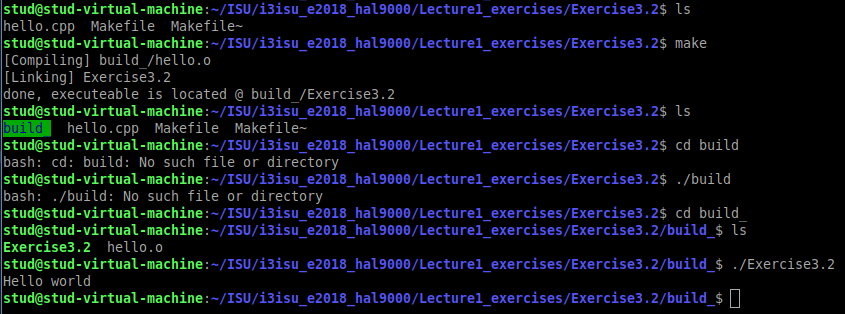 stud@stud-virtual-machine:~/ISU/i3isu_e2018_hal9000/Lecture1_exercises/Exercise3.2$ ls
hello.cpp  Makefile  Makefile~
stud@stud-virtual-machine:~/ISU/i3isu_e2018_hal9000/Lecture1_exercises/Exercise3.2$ make
[Compiling] build_/hello.o
[Linking] Exercise3.2
done, executeable is located @ build_/Exercise3.2
stud@stud-virtual-machine:~/ISU/i3isu_e2018_hal9000/Lecture1_exercises/Exercise3.2$ ls
build_  hello.cpp  Makefile  Makefile~
stud@stud-virtual-machine:~/ISU/i3isu_e2018_hal9000/Lecture1_exercises/Exercise3.2$ cd build
bash: cd: build: No such file or directory
stud@stud-virtual-machine:~/ISU/i3isu_e2018_hal9000/Lecture1_exercises/Exercise3.2$ ./build
bash: ./build: No such file or directory
stud@stud-virtual-machine:~/ISU/i3isu_e2018_hal9000/Lecture1_exercises/Exercise3.2$ cd build_
stud@stud-virtual-machine:~/ISU/i3isu_e2018_hal9000/Lecture1_exercises/Exercise3.2/build_$ ls
Exercise3.2  hello.o
stud@stud-virtual-machine:~/ISU/i3isu_e2018_hal9000/Lecture1_exercises/Exercise3.2/build_$ ./Exercise3.2
Hello world
stud@stud-virtual-machine:~/ISU/i3isu_e2018_hal9000/Lecture1_exercises/Exercise3.2/build_$